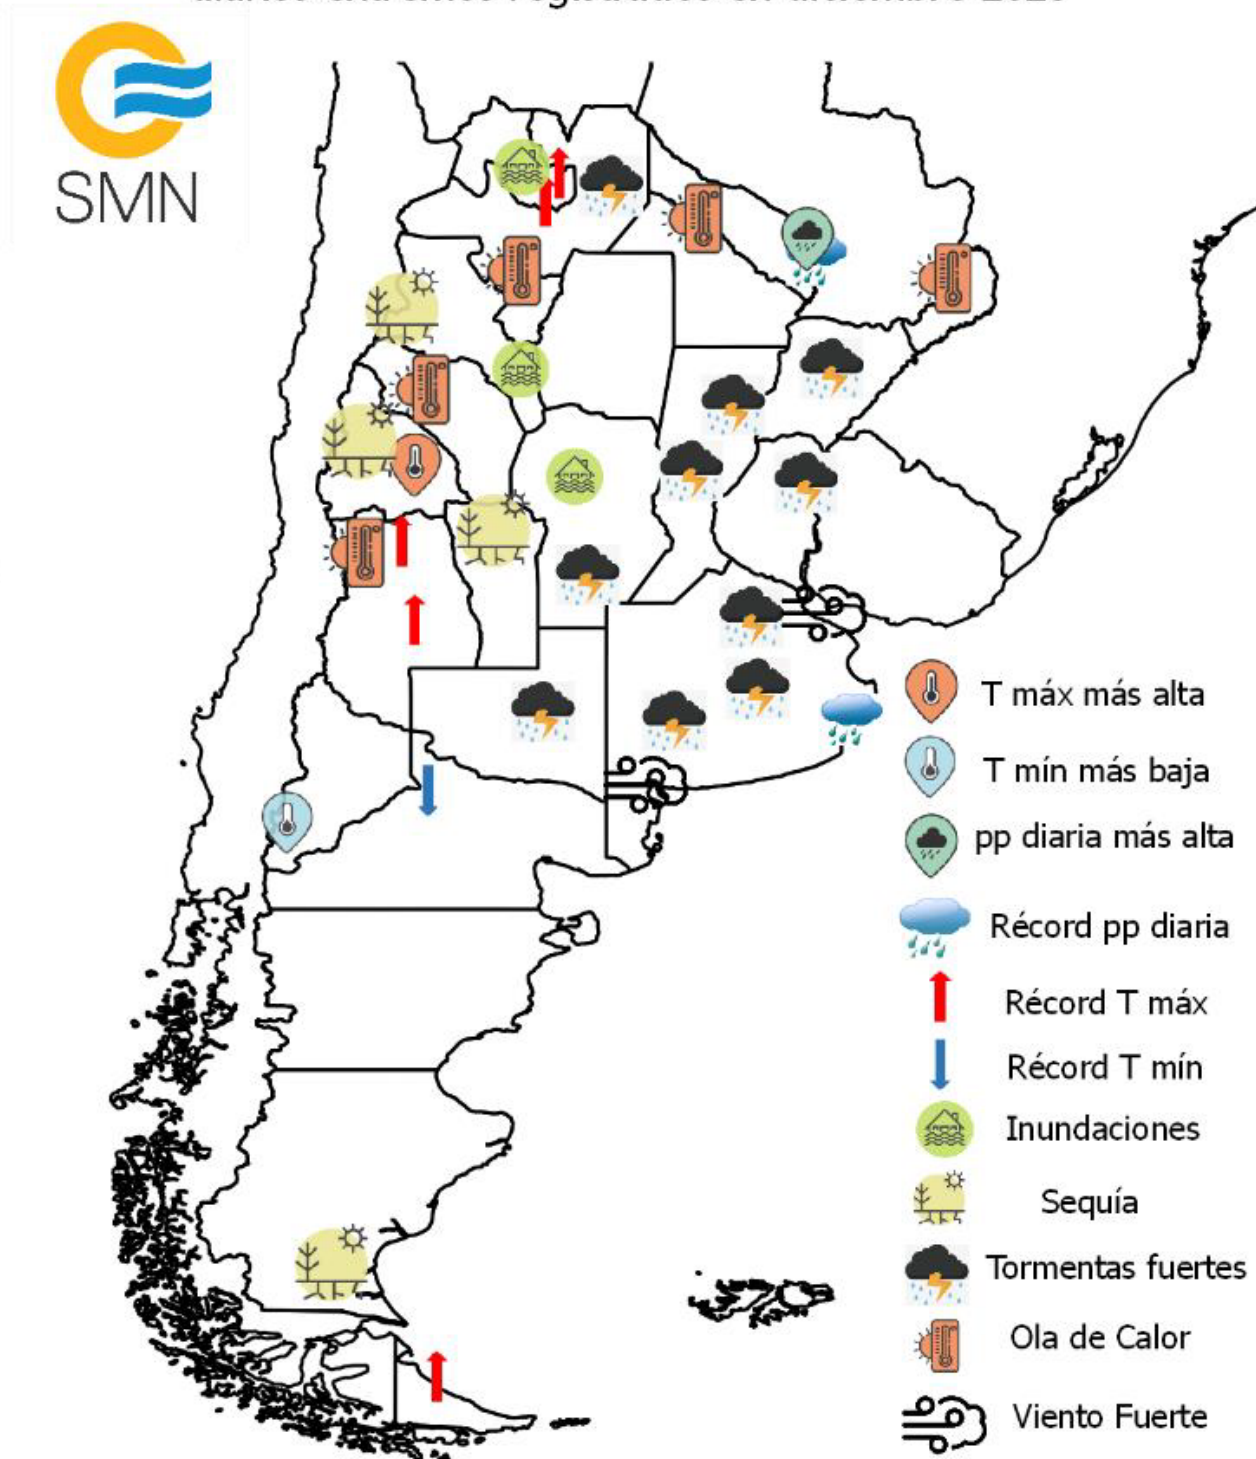 SMN
T máx más alta
T mín más baja
pp diaria más alta
Récord pp diaria
Récord T máx
Récord T mín
Inundaciones
Sequía
Tormentas fuertes
Ola de Calor
Viento Fuerte